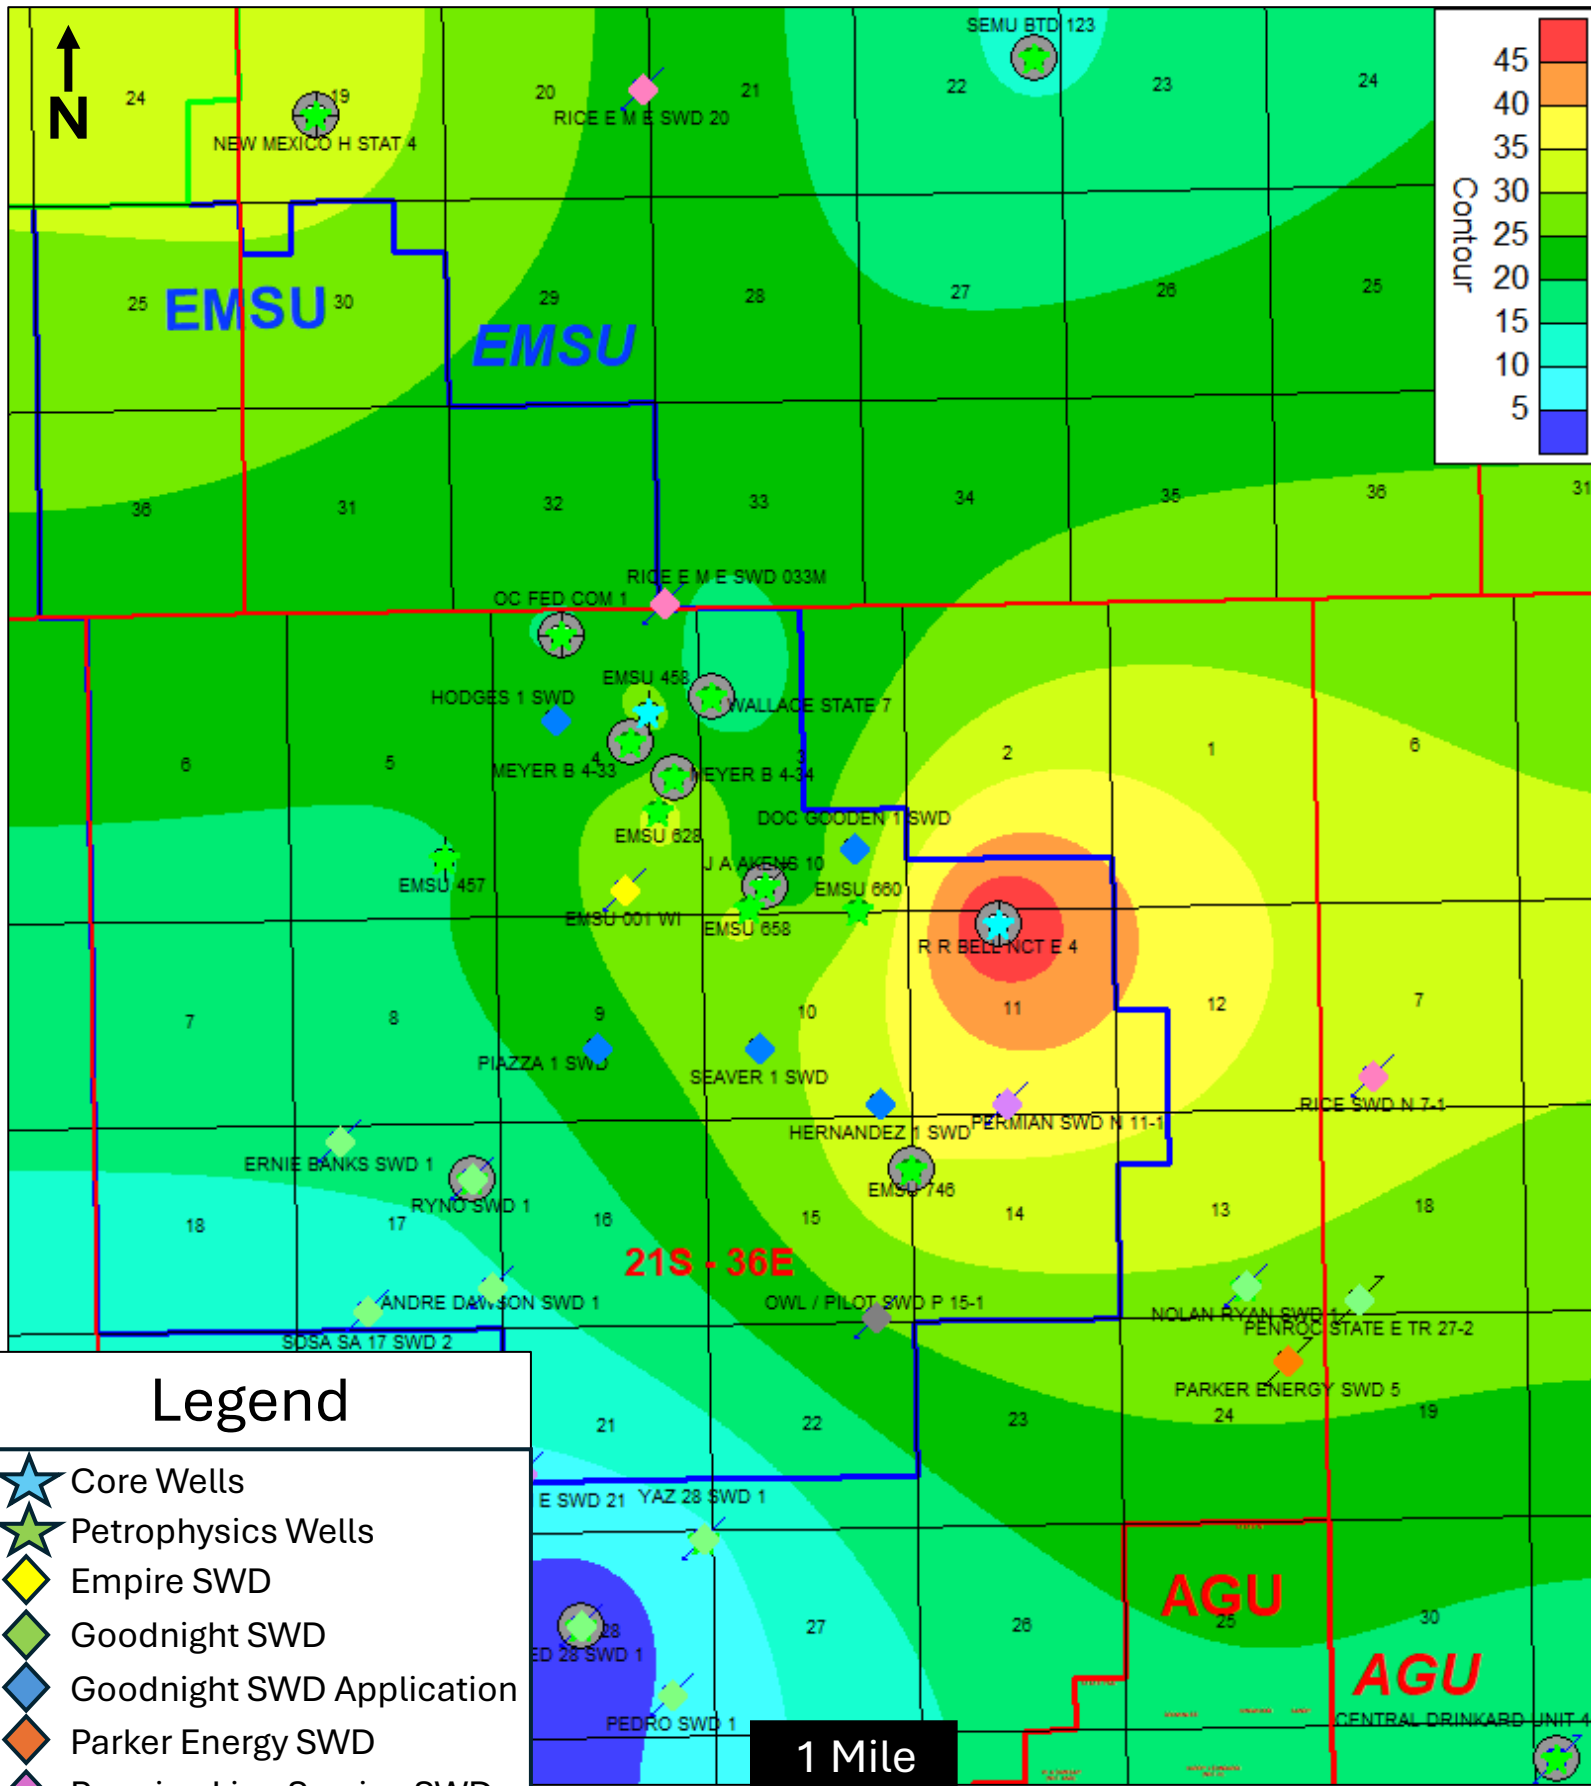 SEMU BTD 123
45
40
35
30
25
20
15
10
5
Contour
N
24
19
20
21
22
23
24
NEW MEXICO H STAT 4
RICE E M E SWD 20
25
EMSU
30
29
EMSU
28
27
26
25
36
31
32
33
34
35
36
31
RICE E M E SWD 033M
OC FED COM 1
EMSU 458
HODGES 1 SWD
WALLACE STATE 7
6
5
4
3
2
1
6
MEYER B 4-33
MEYER B 4-34
DOC GOODEN 1 SWD
EMSU 628
J A AKENS 10
EMSU 457
EMSU 660
EMSU 001 WI
EMSU 658
R R BELL NCT E 4
7
8
9
10
11
12
7
PIAZZA 1 SWD
SEAVER 1 SWD
RICE SWD N 7-1
HERNANDEZ 1 SWD
PERMIAN SWD N 11-1
ERNIE BANKS SWD 1
RYNO SWD 1
EMSU 746
18
17
16
15
14
13
18
21S - 36E
ANDRE DAWSON SWD 1
OWL / PILOT SWD P 15-1
NOLAN RYAN SWD 1
PENROC STATE E TR 27-2
SOSA SA 17 SWD 2
PARKER ENERGY SWD 5
21
22
23
24
19
E SWD 21
YAZ 28 SWD 1
28
27
26
AGU
25
30
ED 28 SWD 1
AGU
PEDRO SWD 1
CENTRAL DRINKARD UNIT 4
1 Mile
Legend
Core Wells
Petrophysics Wells
Empire SWD
Goodnight SWD
Goodnight SWD Application
Parker Energy SWD